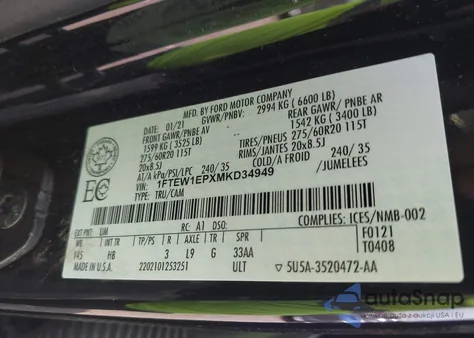 MFD. BY FORD MOTOR COMPANY
01/21 GVWR/PNBV: 2994 KG (6600 LB)
FRONT GAWR/PNBE AV REAR GAWR/PNBE AR
1599 KG (3525 LB) 1542 KG (3400 LB)
275/60R20 115T TIRES/PNEUS 275/60R20 115T
20x8.5J RIMS/JANTES 20x8.5J
AT/A kPa/PSI/LPC 240/35 COLD/A FROID 240/35
1FTEW1EPXMKD34949 /JUMELEES
TYPE: TRU/CAM
COMPLIES: ICES/NMB-002
EXT PNT: UM RC: A1 DSO: F0121
WB INT TR TP/PS R AXLE TR SPR T0408
145 HB 3 L9 G 33AA
MADE IN U.S.A. 2202101253251 ULT 5U5A-3520472-AA
autoSnap
Auta z aukcji USA i EU